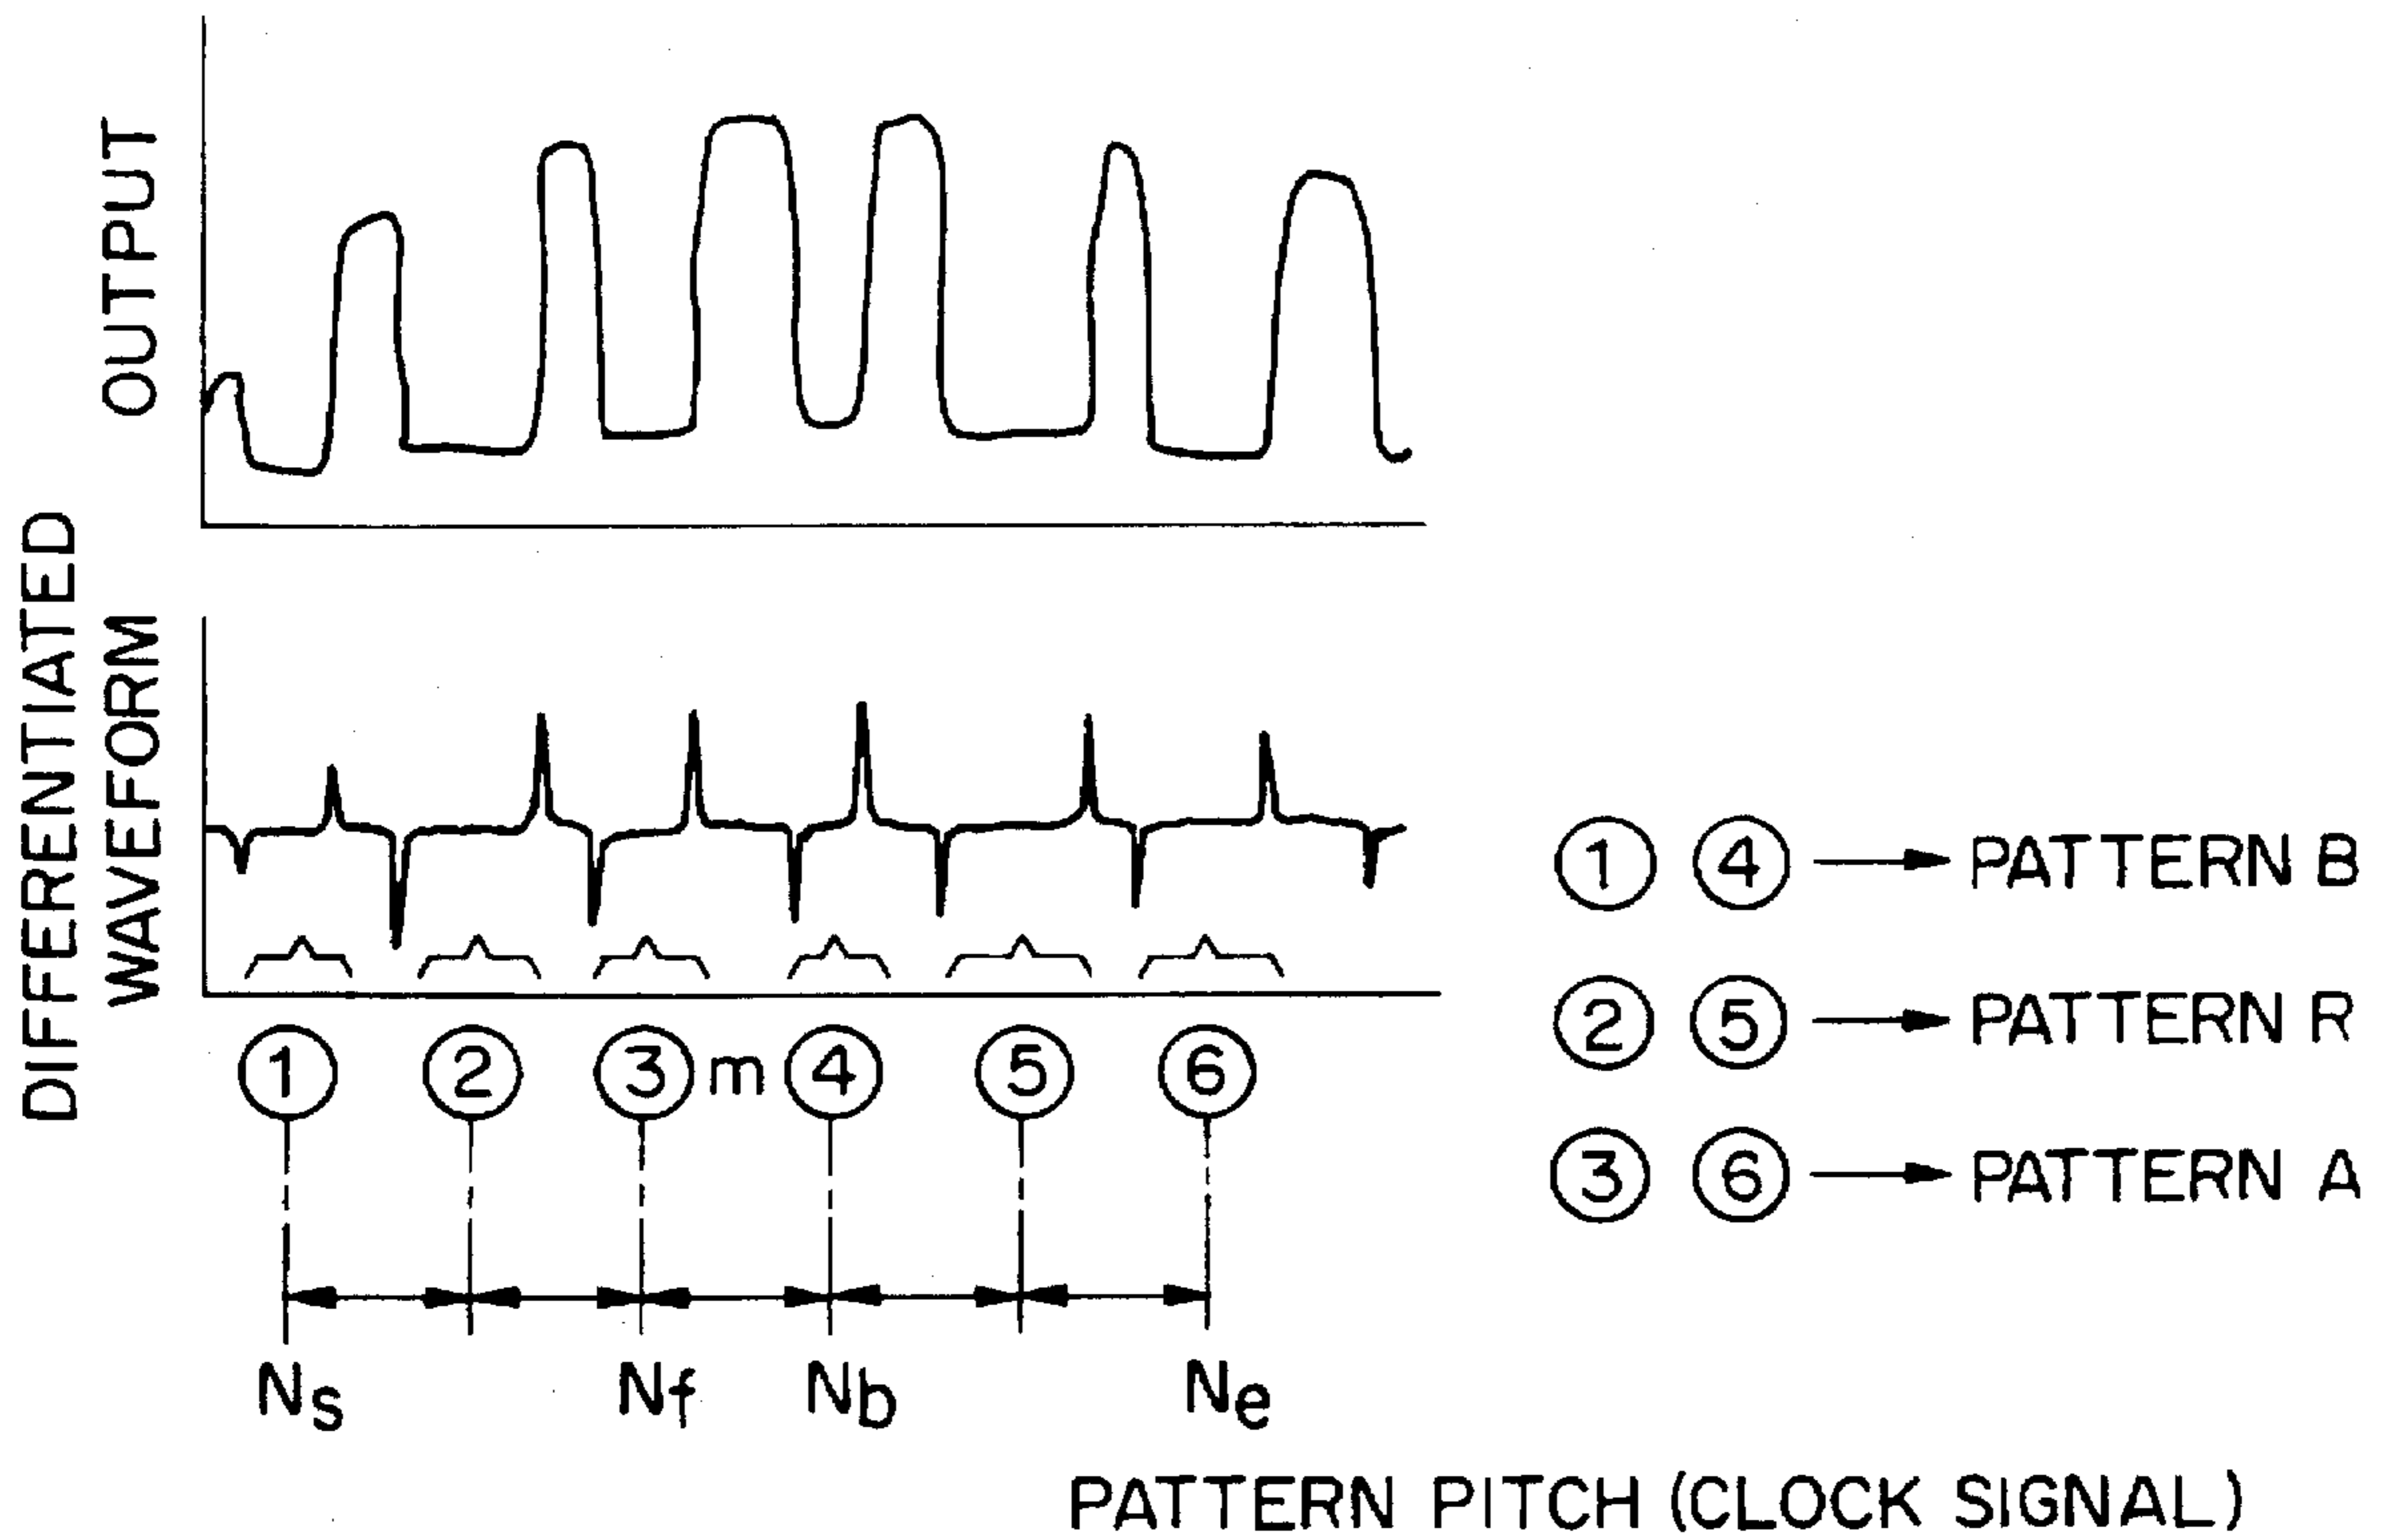 OUTPUT
DIFFERENTIATED
WAVEFORM
1 2 3 m 4 5 6
Ns Nf Nb Ne
PATTERN PITCH (CLOCK SIGNAL)
1 4 → PATTERN B
2 5 → PATTERN R
3 6 → PATTERN A